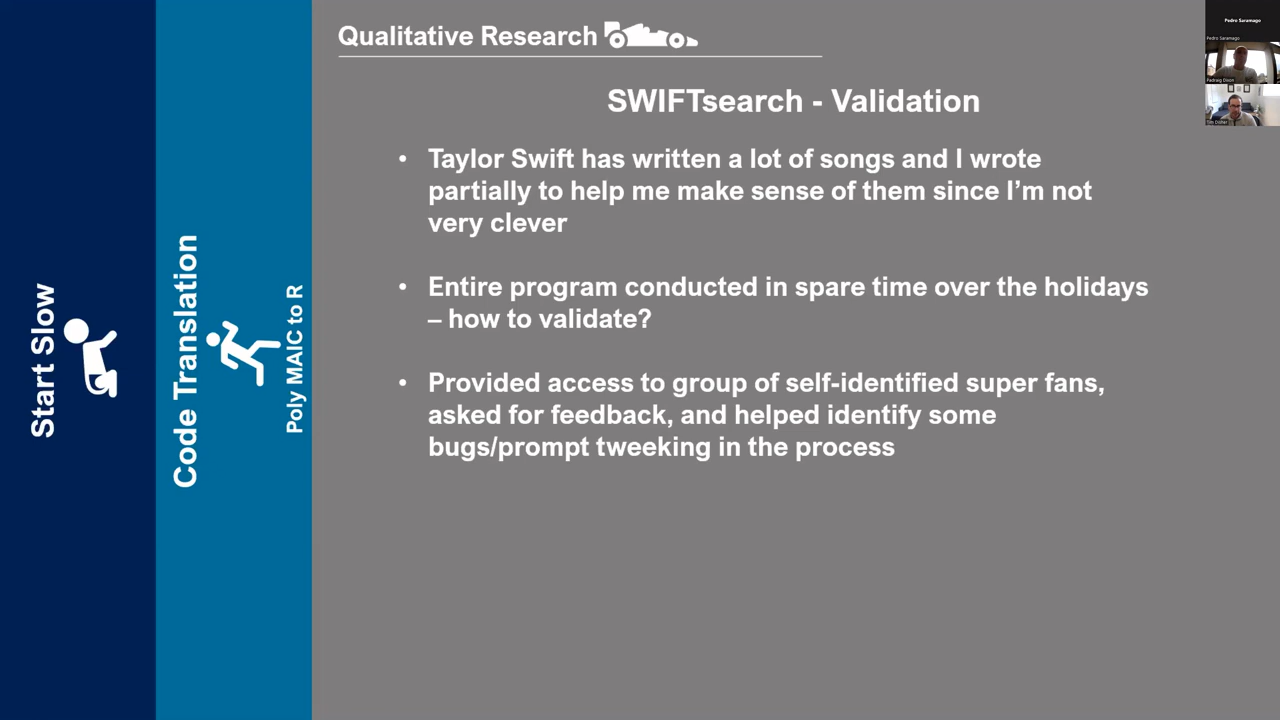 Start Slow
Code Translation
Poly MAIC to R
Qualitative Research
SWIFTsearch - Validation
• Taylor Swift has written a lot of songs and I wrote
partially to help me make sense of them since I’m not
very clever
• Entire program conducted in spare time over the holidays
– how to validate?
• Provided access to group of self-identified super fans,
asked for feedback, and helped identify some
bugs/prompt tweeking in the process
Pedro Saramago
Pedro Saramago
Padraig Dixon